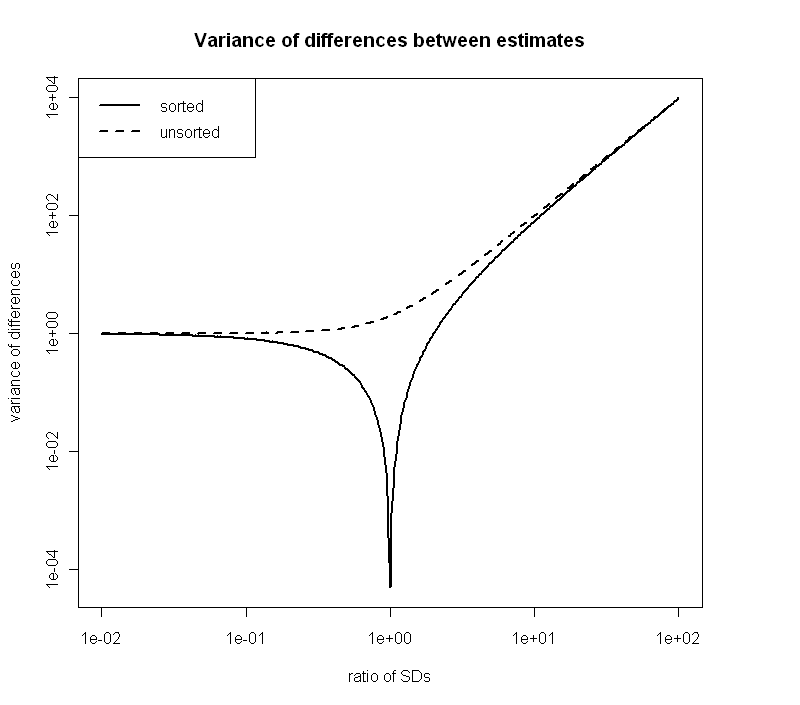 Variance of differences between estimates
sorted
unsorted
variance of differences
1e+04
1e+02
1e+00
1e-02
1e-04
1e-02 1e-01 1e+00 1e+01 1e+02
ratio of SDs